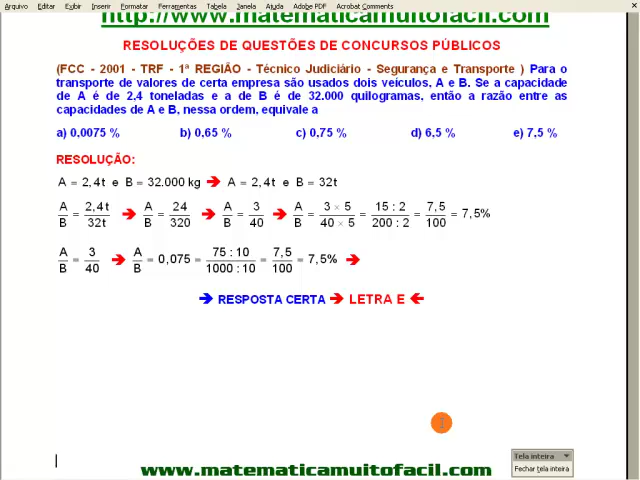 Arquivo Editar Exibir Inserir Formatar Ferramentas Tabela Janela Ajuda Adobe PDF Acrobat Comments ×
http://www.matematicamuitofacil.com
RESOLUÇÕES DE QUESTÕES DE CONCURSOS PÚBLICOS
(FCC - 2001 - TRF - 1ª REGIÃO - Técnico Judiciário - Segurança e Transporte ) Para o
transporte de valores de certa empresa são usados dois veículos, A e B. Se a capacidade
de A é de 2,4 toneladas e a de B é de 32.000 quilogramas, então a razão entre as
capacidades de A e B, nessa ordem, equivale a
a) 0,0075 % b) 0,65 % c) 0,75 % d) 6,5 % e) 7,5 %
RESOLUÇÃO:
A = 2,4t e B = 32.000 kg ➔ A = 2,4t e B = 32t
A/B = 2,4t/32t ➔ A/B = 24/320 ➔ A/B = 3/40 ➔ A/B = 3 × 5/40 × 5 = 15 : 2/200 : 2 = 7,5/100 = 7,5%
A/B = 3/40 ➔ A/B = 0,075 = 75 : 10/1000 : 10 = 7,5/100 = 7,5% ➔
➔ RESPOSTA CERTA ➔ LETRA E 🡸
Tela inteira
Fechar tela inteira
www.matematicamuitofacil.com